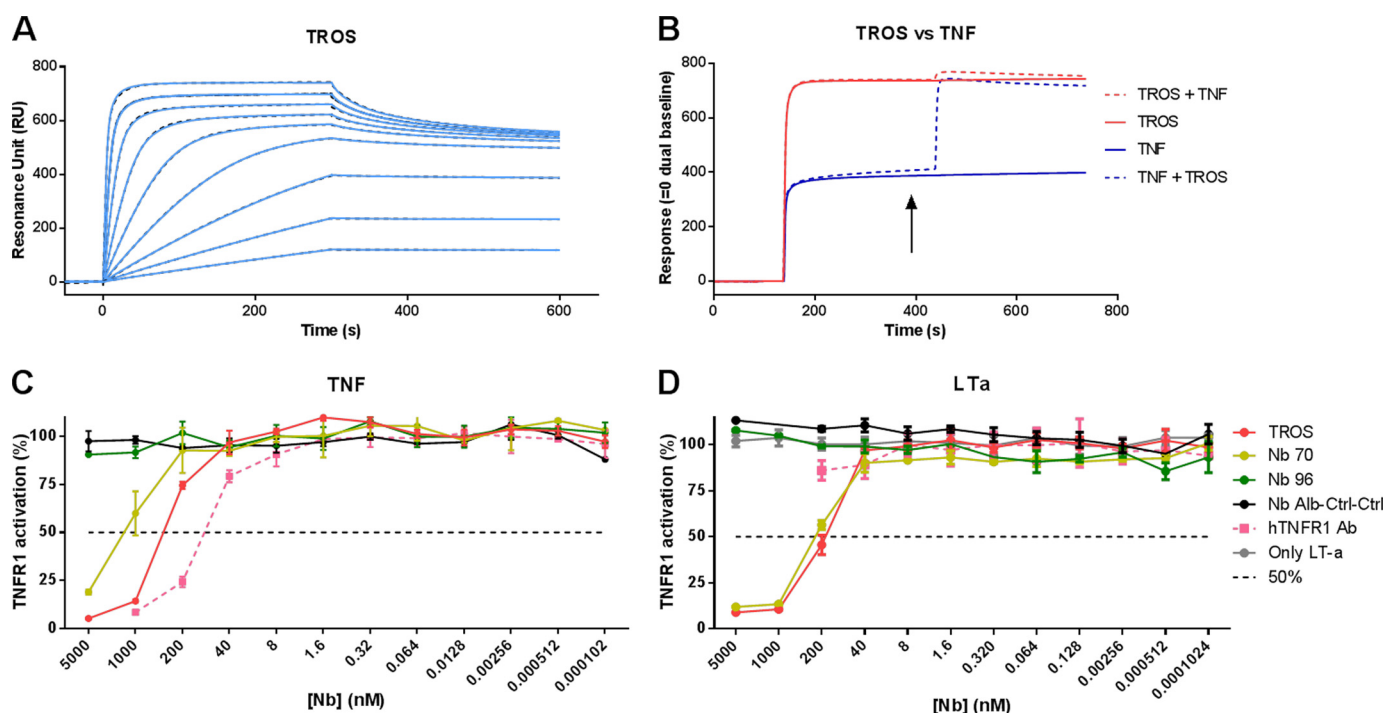 A
TROS
Resonance Unit (RU)
800
600
400
200
0
0
200
400
600
Time (s)
B
TROS vs TNF
Response (=0 dual baseline)
800
600
400
200
0
0
200
400
600
800
Time (s)
TROS + TNF
TROS
TNF
TNF + TROS
C
TNF
TNFR1 activation (%)
100
75
50
25
0
5000
1000
200
40
8
1.6
0.32
0.064
0.0128
0.00256
0.000512
0.000102
[Nb] (nM)
D
LTa
TNFR1 activation (%)
100
75
50
25
0
5000
1000
200
40
8
1.6
0.320
0.064
0.128
0.00256
0.000512
0.0001024
[Nb] (nM)
TROS
Nb 70
Nb 96
Nb Alb-Ctrl-Ctrl
hTNFR1 Ab
Only LT-a
50%